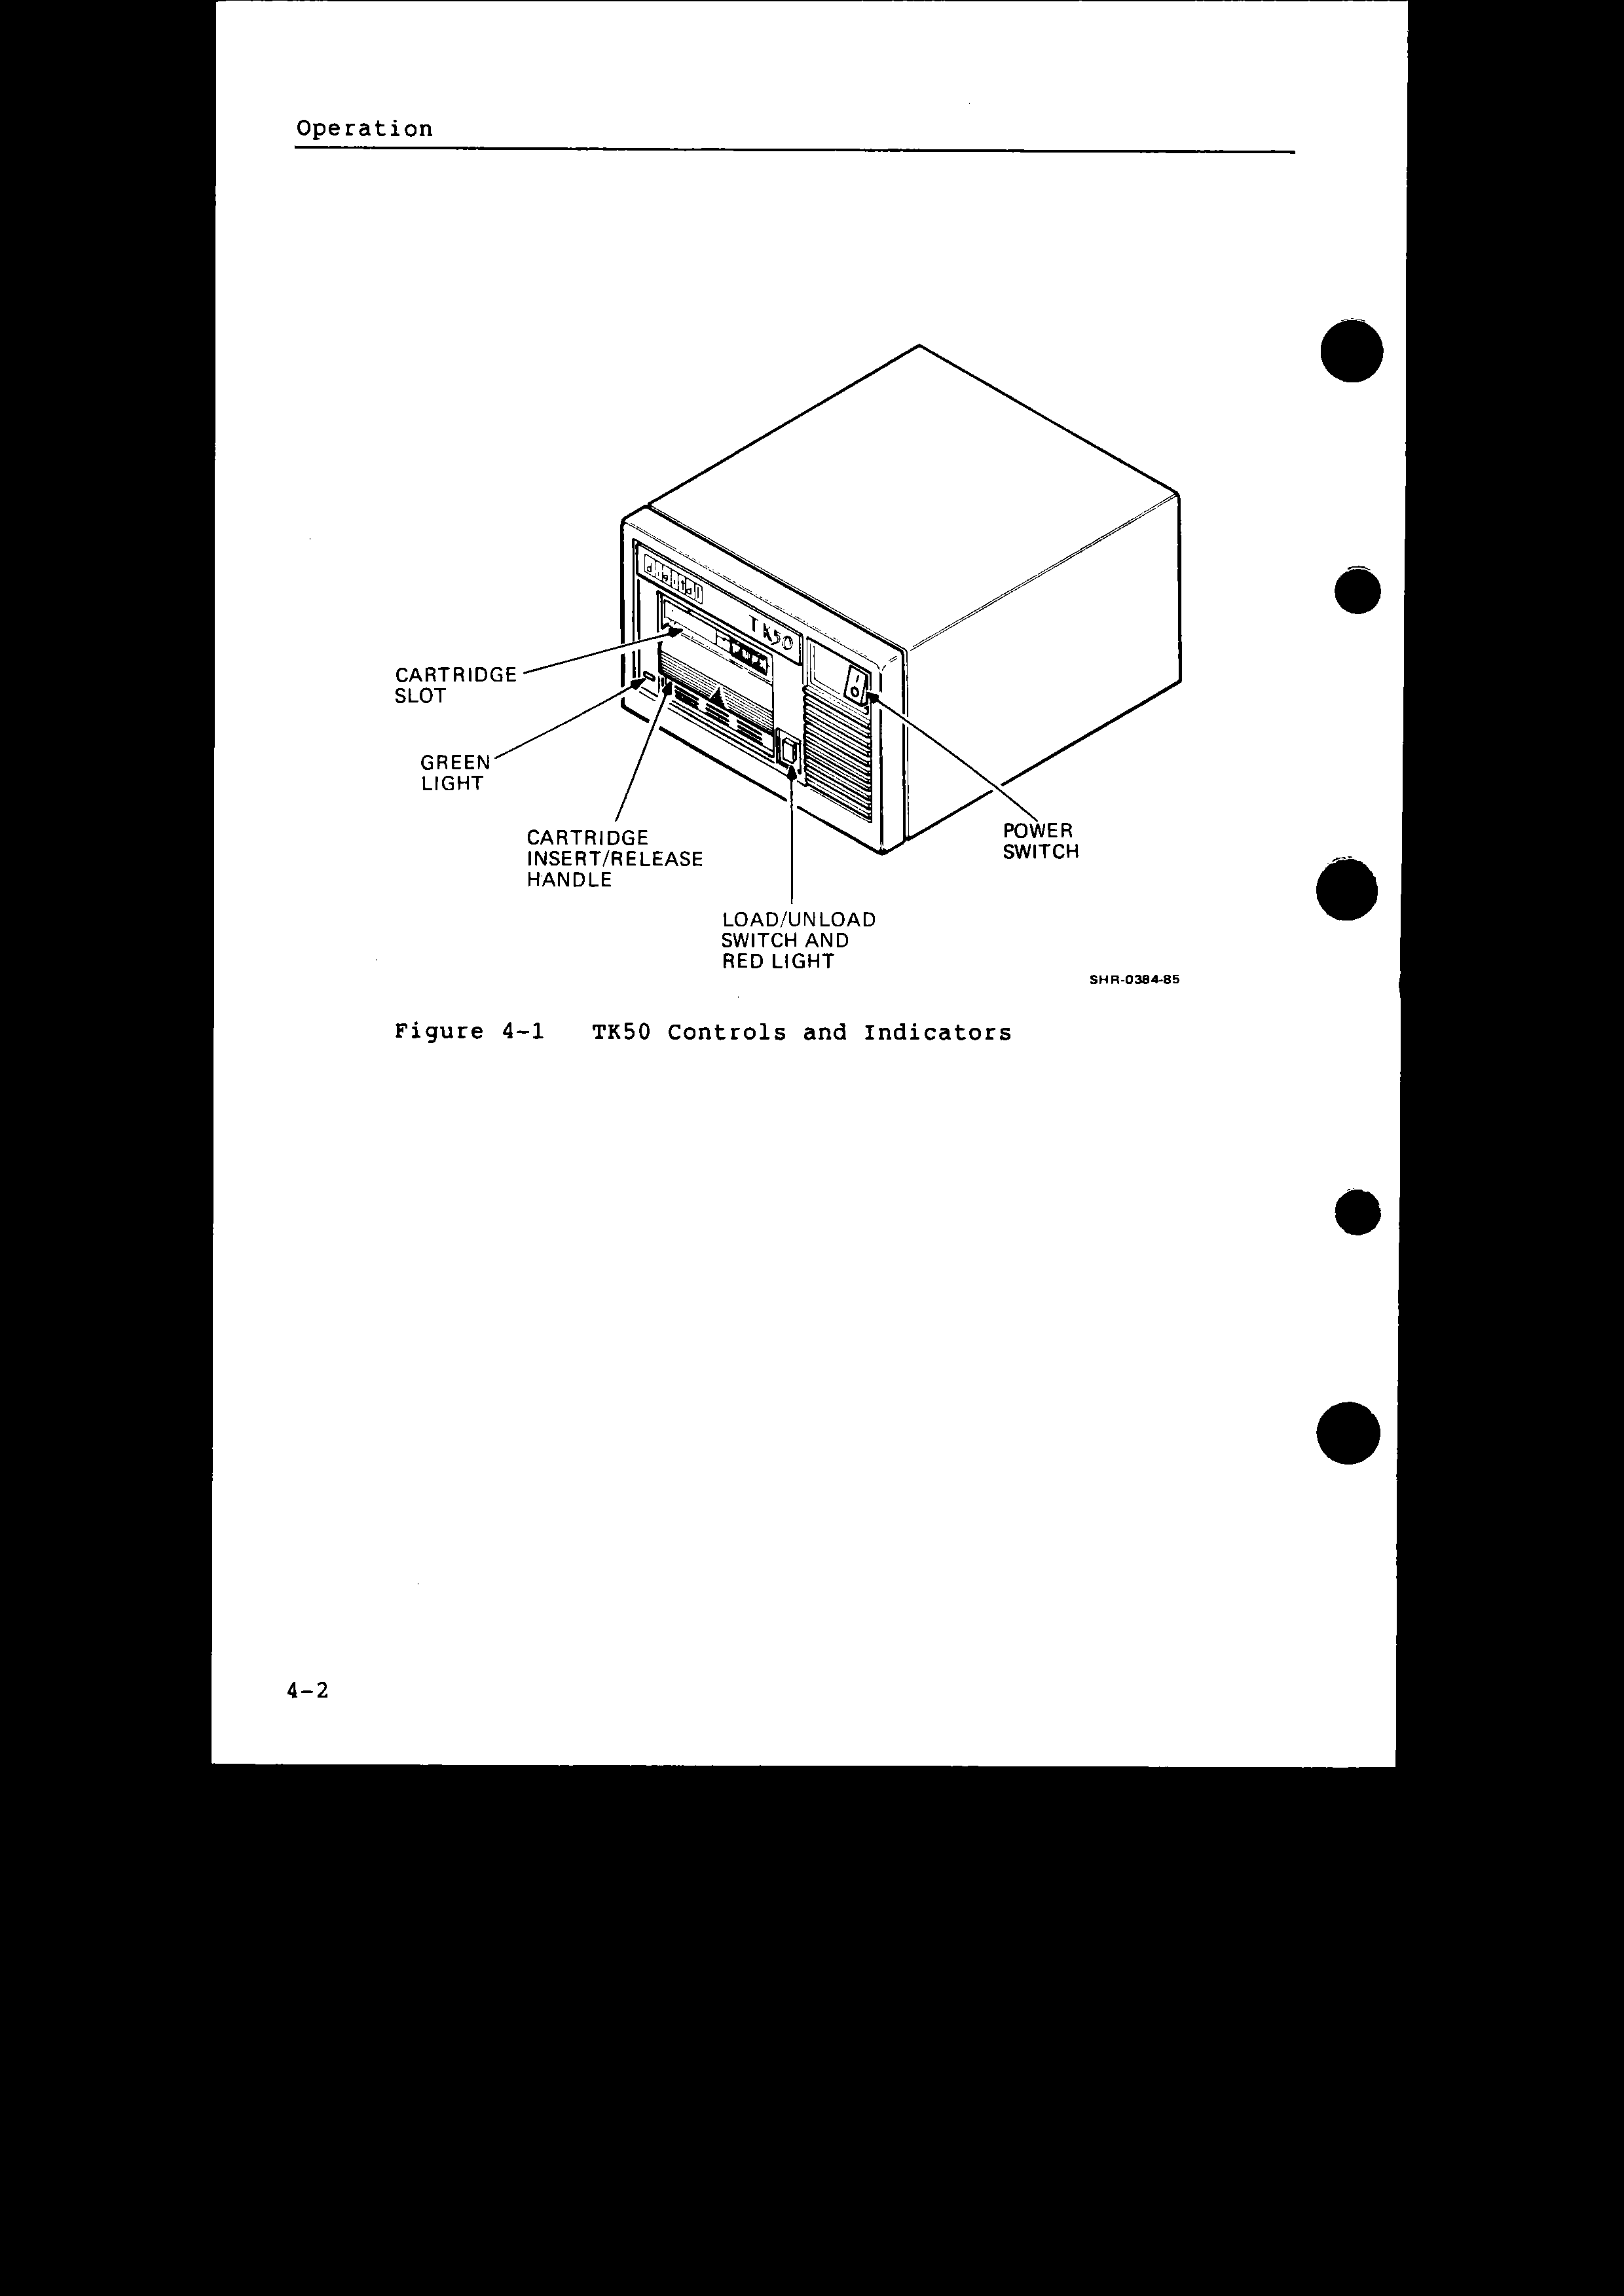 Operation
digital
TK50
CARTRIDGE
SLOT
GREEN
LIGHT
CARTRIDGE
INSERT/RELEASE
HANDLE
LOAD/UNLOAD
SWITCH AND
RED LIGHT
POWER
SWITCH
SHR-0384-85
Figure 4-1 TK50 Controls and Indicators
4-2